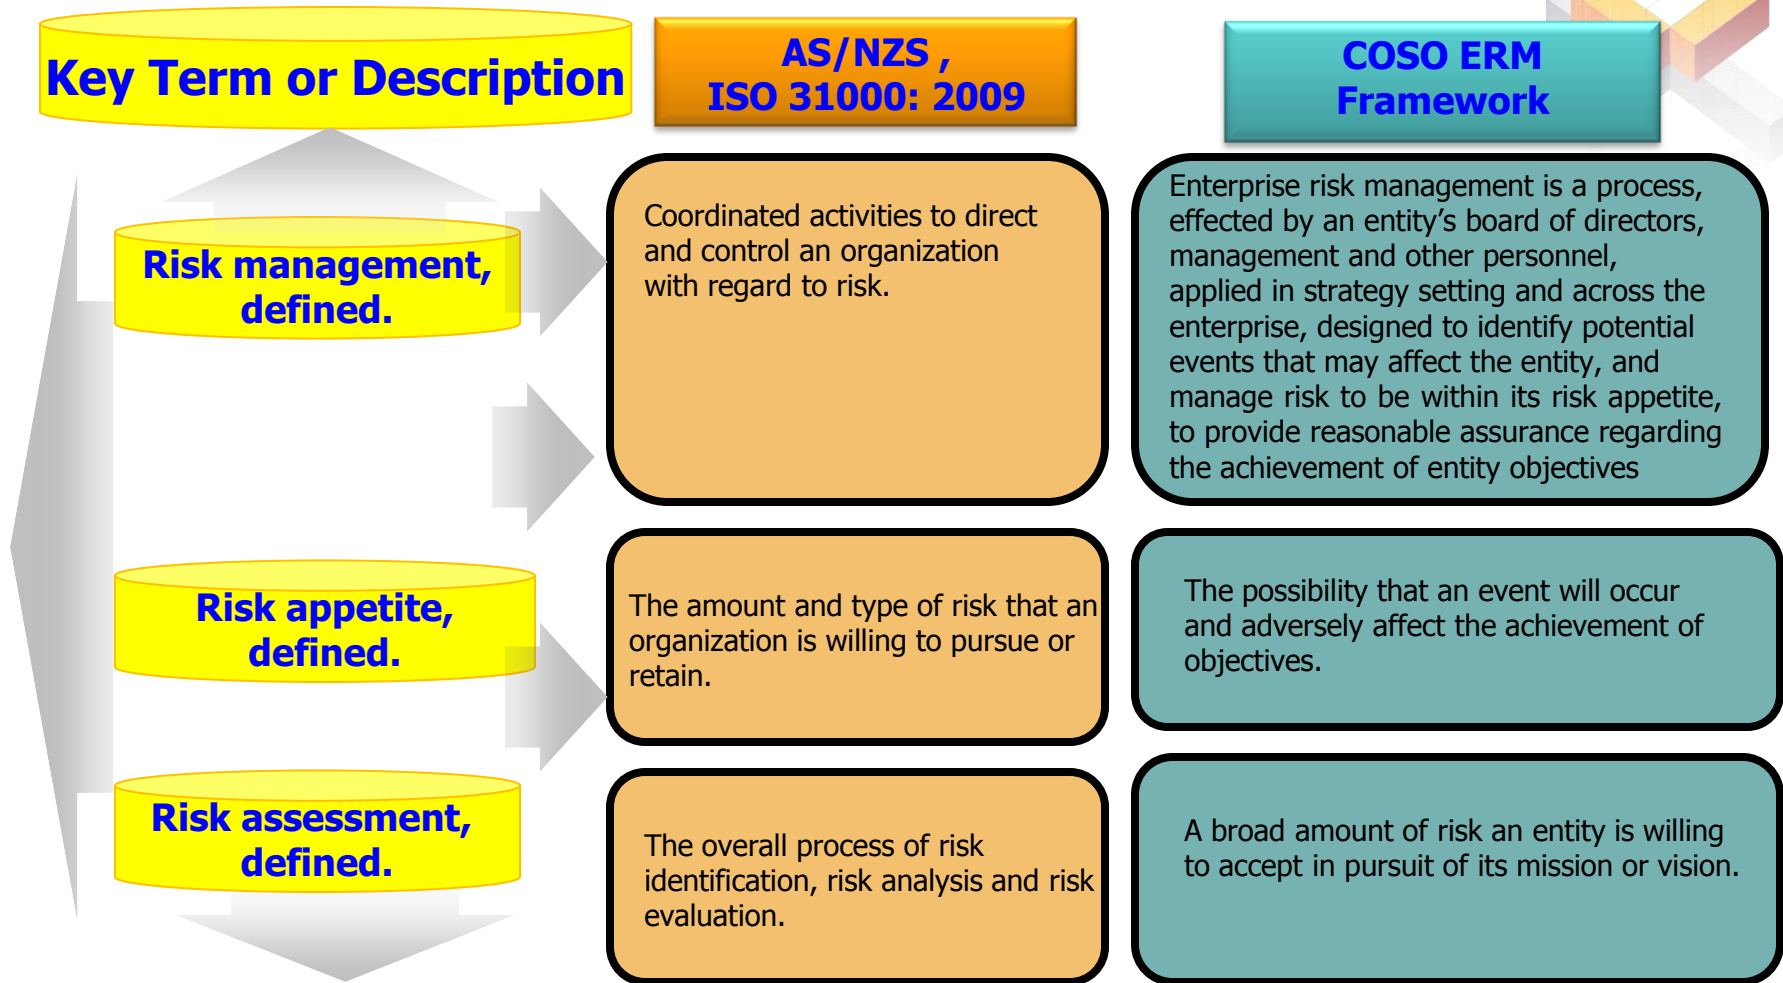 Key Term or Description
AS/NZS ,
ISO 31000: 2009
COSO ERM
Framework
Risk management,
defined.
Coordinated activities to direct
and control an organization
with regard to risk.
Enterprise risk management is a process,
effected by an entity’s board of directors,
management and other personnel,
applied in strategy setting and across the
enterprise, designed to identify potential
events that may affect the entity, and
manage risk to be within its risk appetite,
to provide reasonable assurance regarding
the achievement of entity objectives
Risk appetite,
defined.
The amount and type of risk that an
organization is willing to pursue or
retain.
The possibility that an event will occur
and adversely affect the achievement of
objectives.
Risk assessment,
defined.
The overall process of risk
identification, risk analysis and risk
evaluation.
A broad amount of risk an entity is willing
to accept in pursuit of its mission or vision.